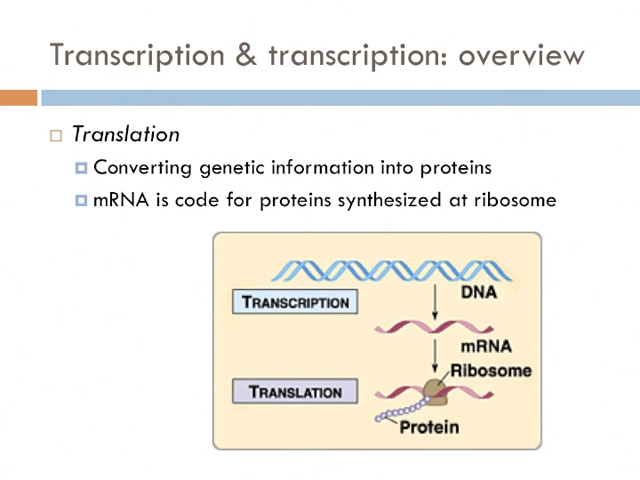 Transcription & transcription: overview
Translation
Converting genetic information into proteins
mRNA is code for proteins synthesized at ribosome
DNA
TRANSCRIPTION
mRNA
Ribosome
TRANSLATION
Protein